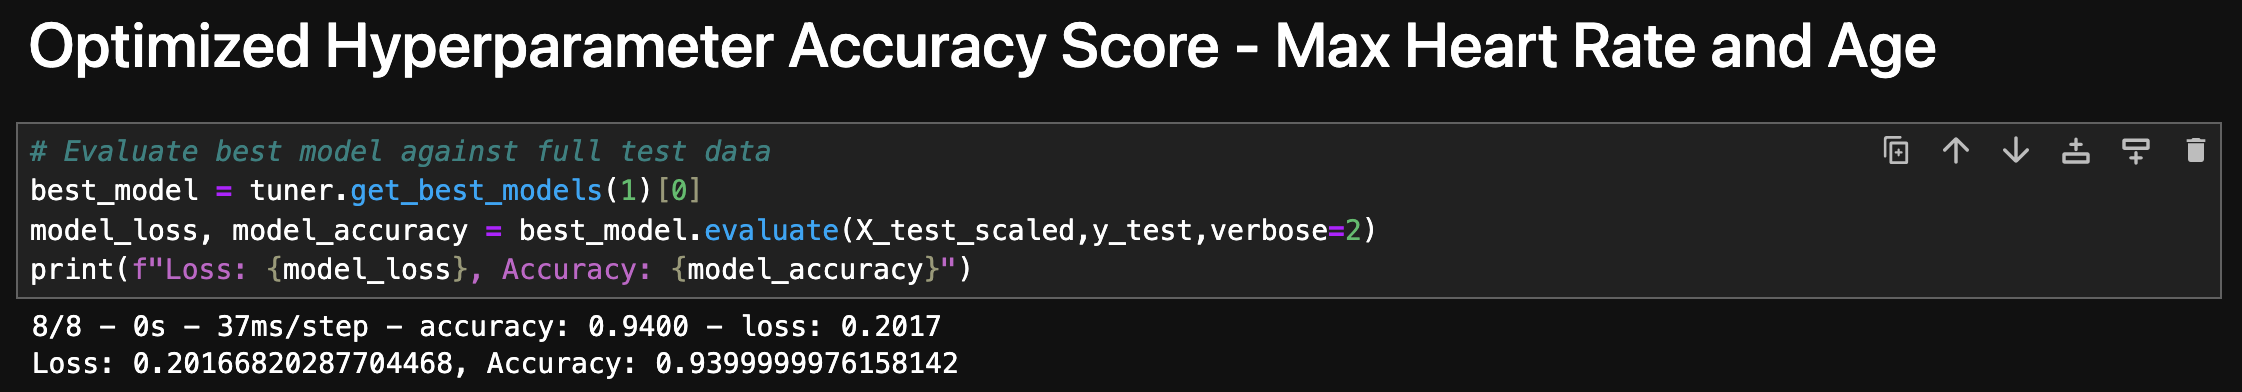 Optimized Hyperparameter Accuracy Score - Max Heart Rate and Age
# Evaluate best model against full test data
best_model = tuner.get_best_models(1)[0]
model_loss, model_accuracy = best_model.evaluate(X_test_scaled,y_test,verbose=2)
print(f"Loss: {model_loss}, Accuracy: {model_accuracy}")
8/8 - 0s - 37ms/step - accuracy: 0.9400 - loss: 0.2017
Loss: 0.20166820287704468, Accuracy: 0.9399999976158142